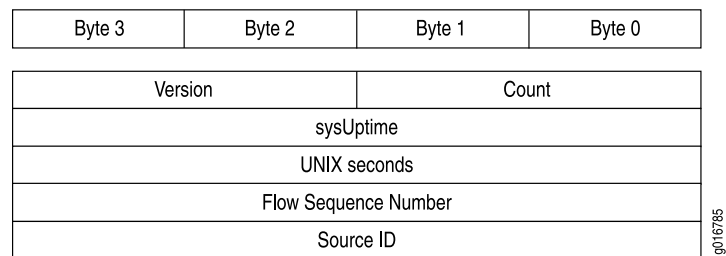 Byte 3 Byte 2 Byte 1 Byte 0
Version Count
sysUptime
UNIX seconds
Flow Sequence Number
Source ID
g016785